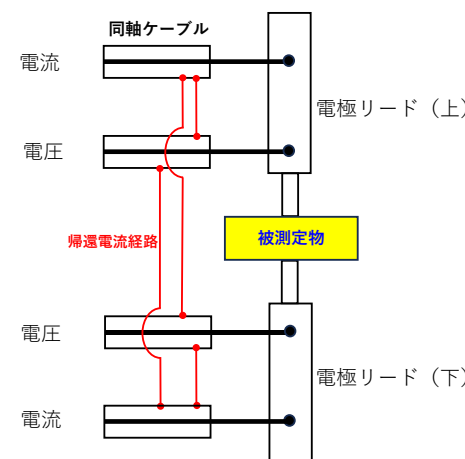 同軸ケーブル
電流
電極リード（上）
電圧
帰還電流経路
被測定物
電圧
電極リード（下）
電流